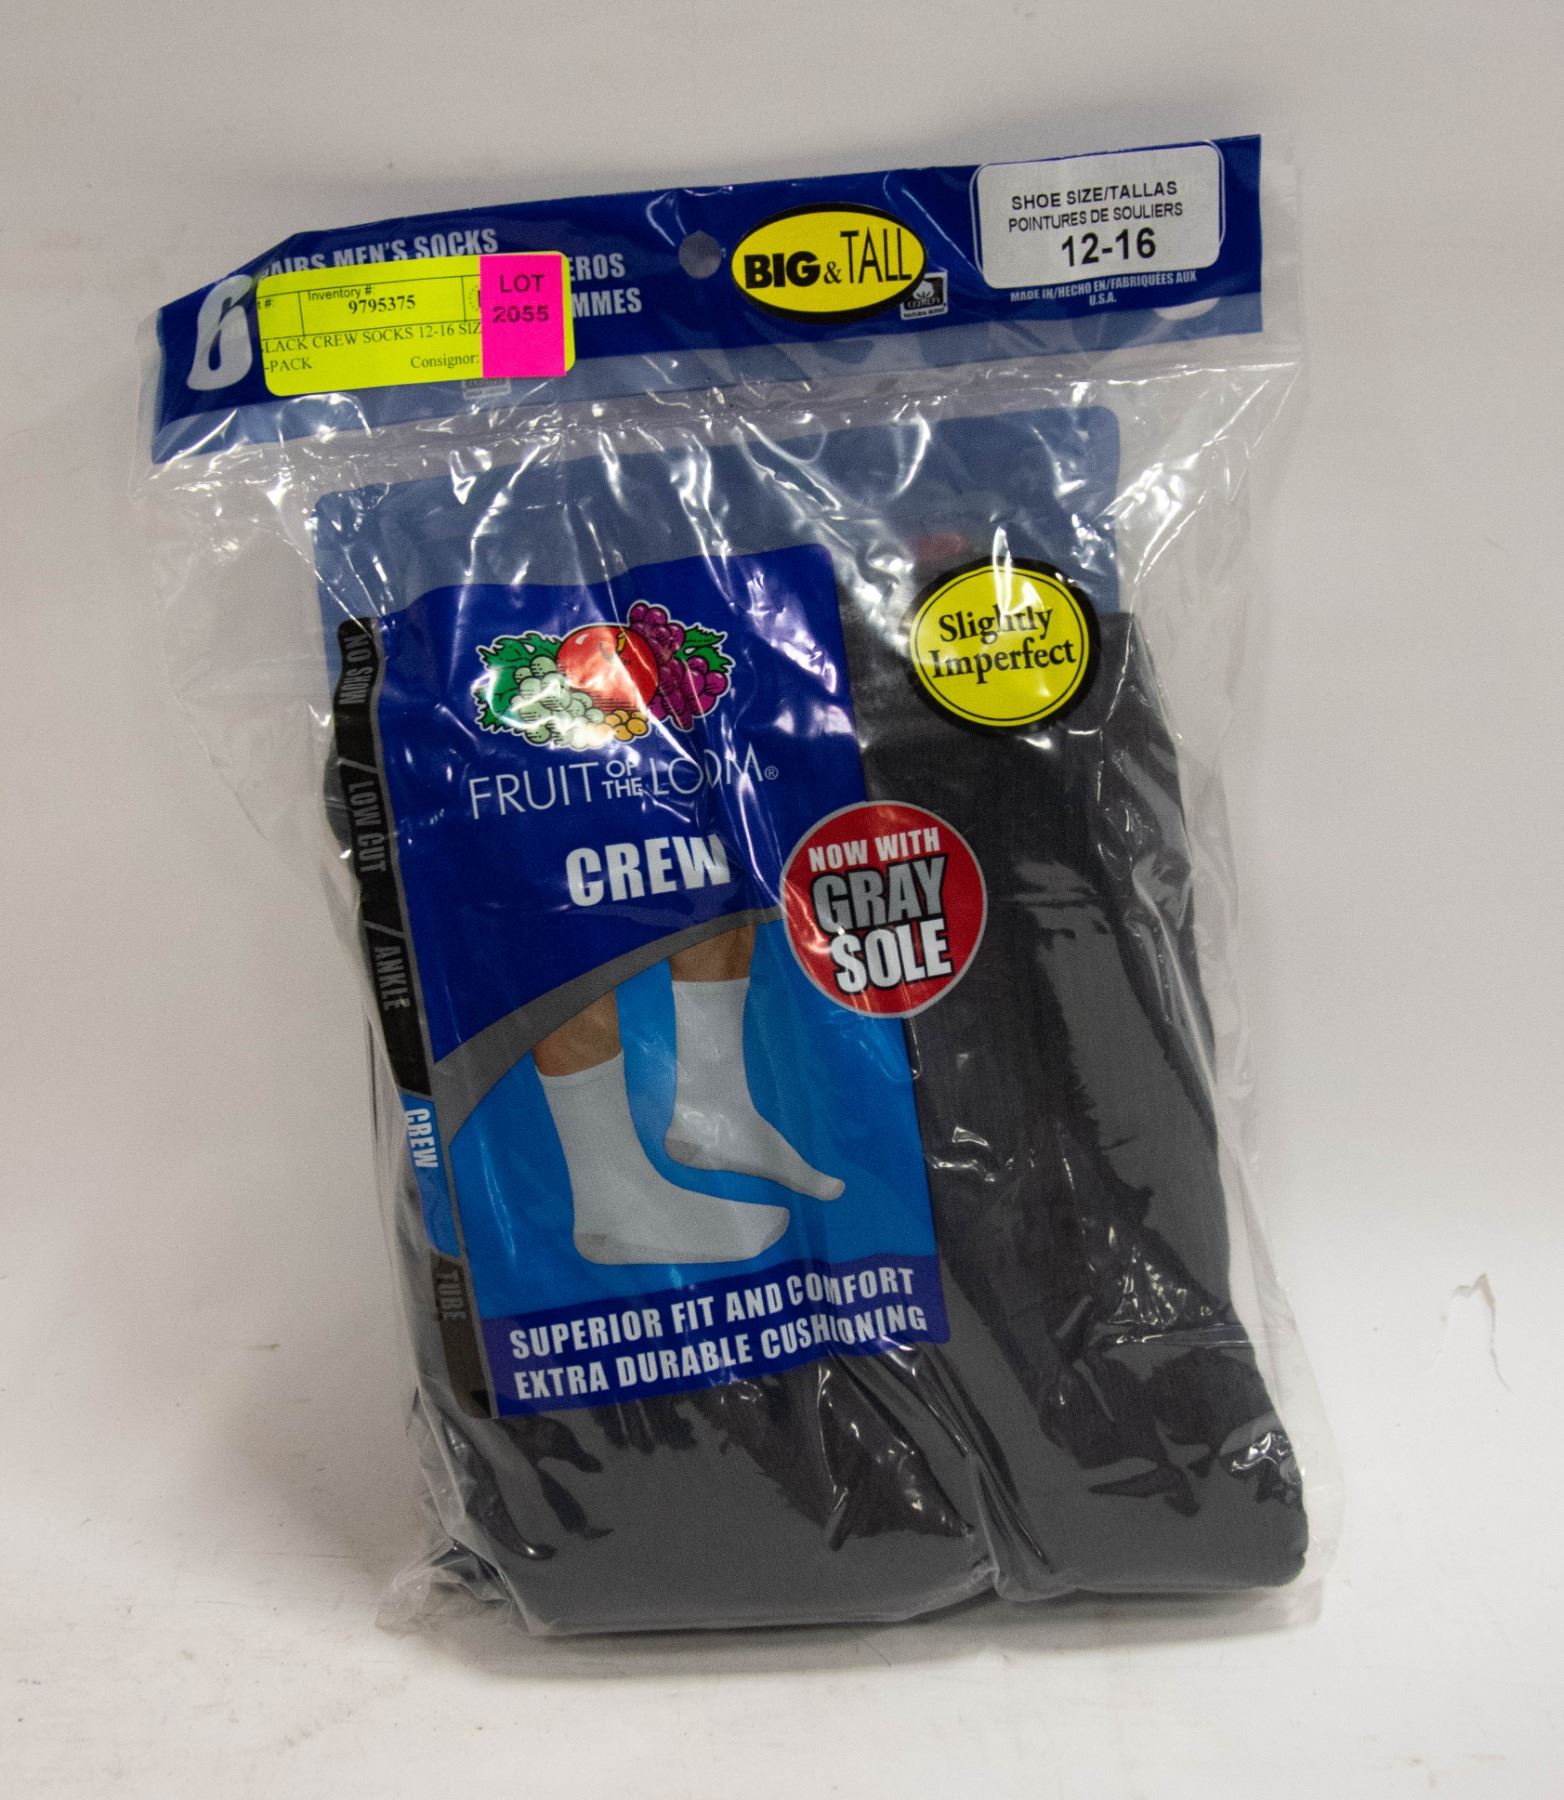 SHOE SIZE/TALLAS
POINTURES DE SOULIERS
12-16
MADE IN/HECHO EN/FABRIQUÉES AUX
U.S.A.
BIG & TALL
NATURAL BLEND
6
PAIRS MEN'S SOCKS
EROS
MMES
Inventory #:
9795375
LACK CREW SOCKS 12-16 SIZ
-PACK Consignor:
LOT
2055
Slightly
Imperfect
FRUIT OF THE LOOM®
CREW
NOW WITH
GRAY
SOLE
NO SHOW / LOW CUT / ANKLE
CREW
TUBE
SUPERIOR FIT AND COMFORT
EXTRA DURABLE CUSHIONING